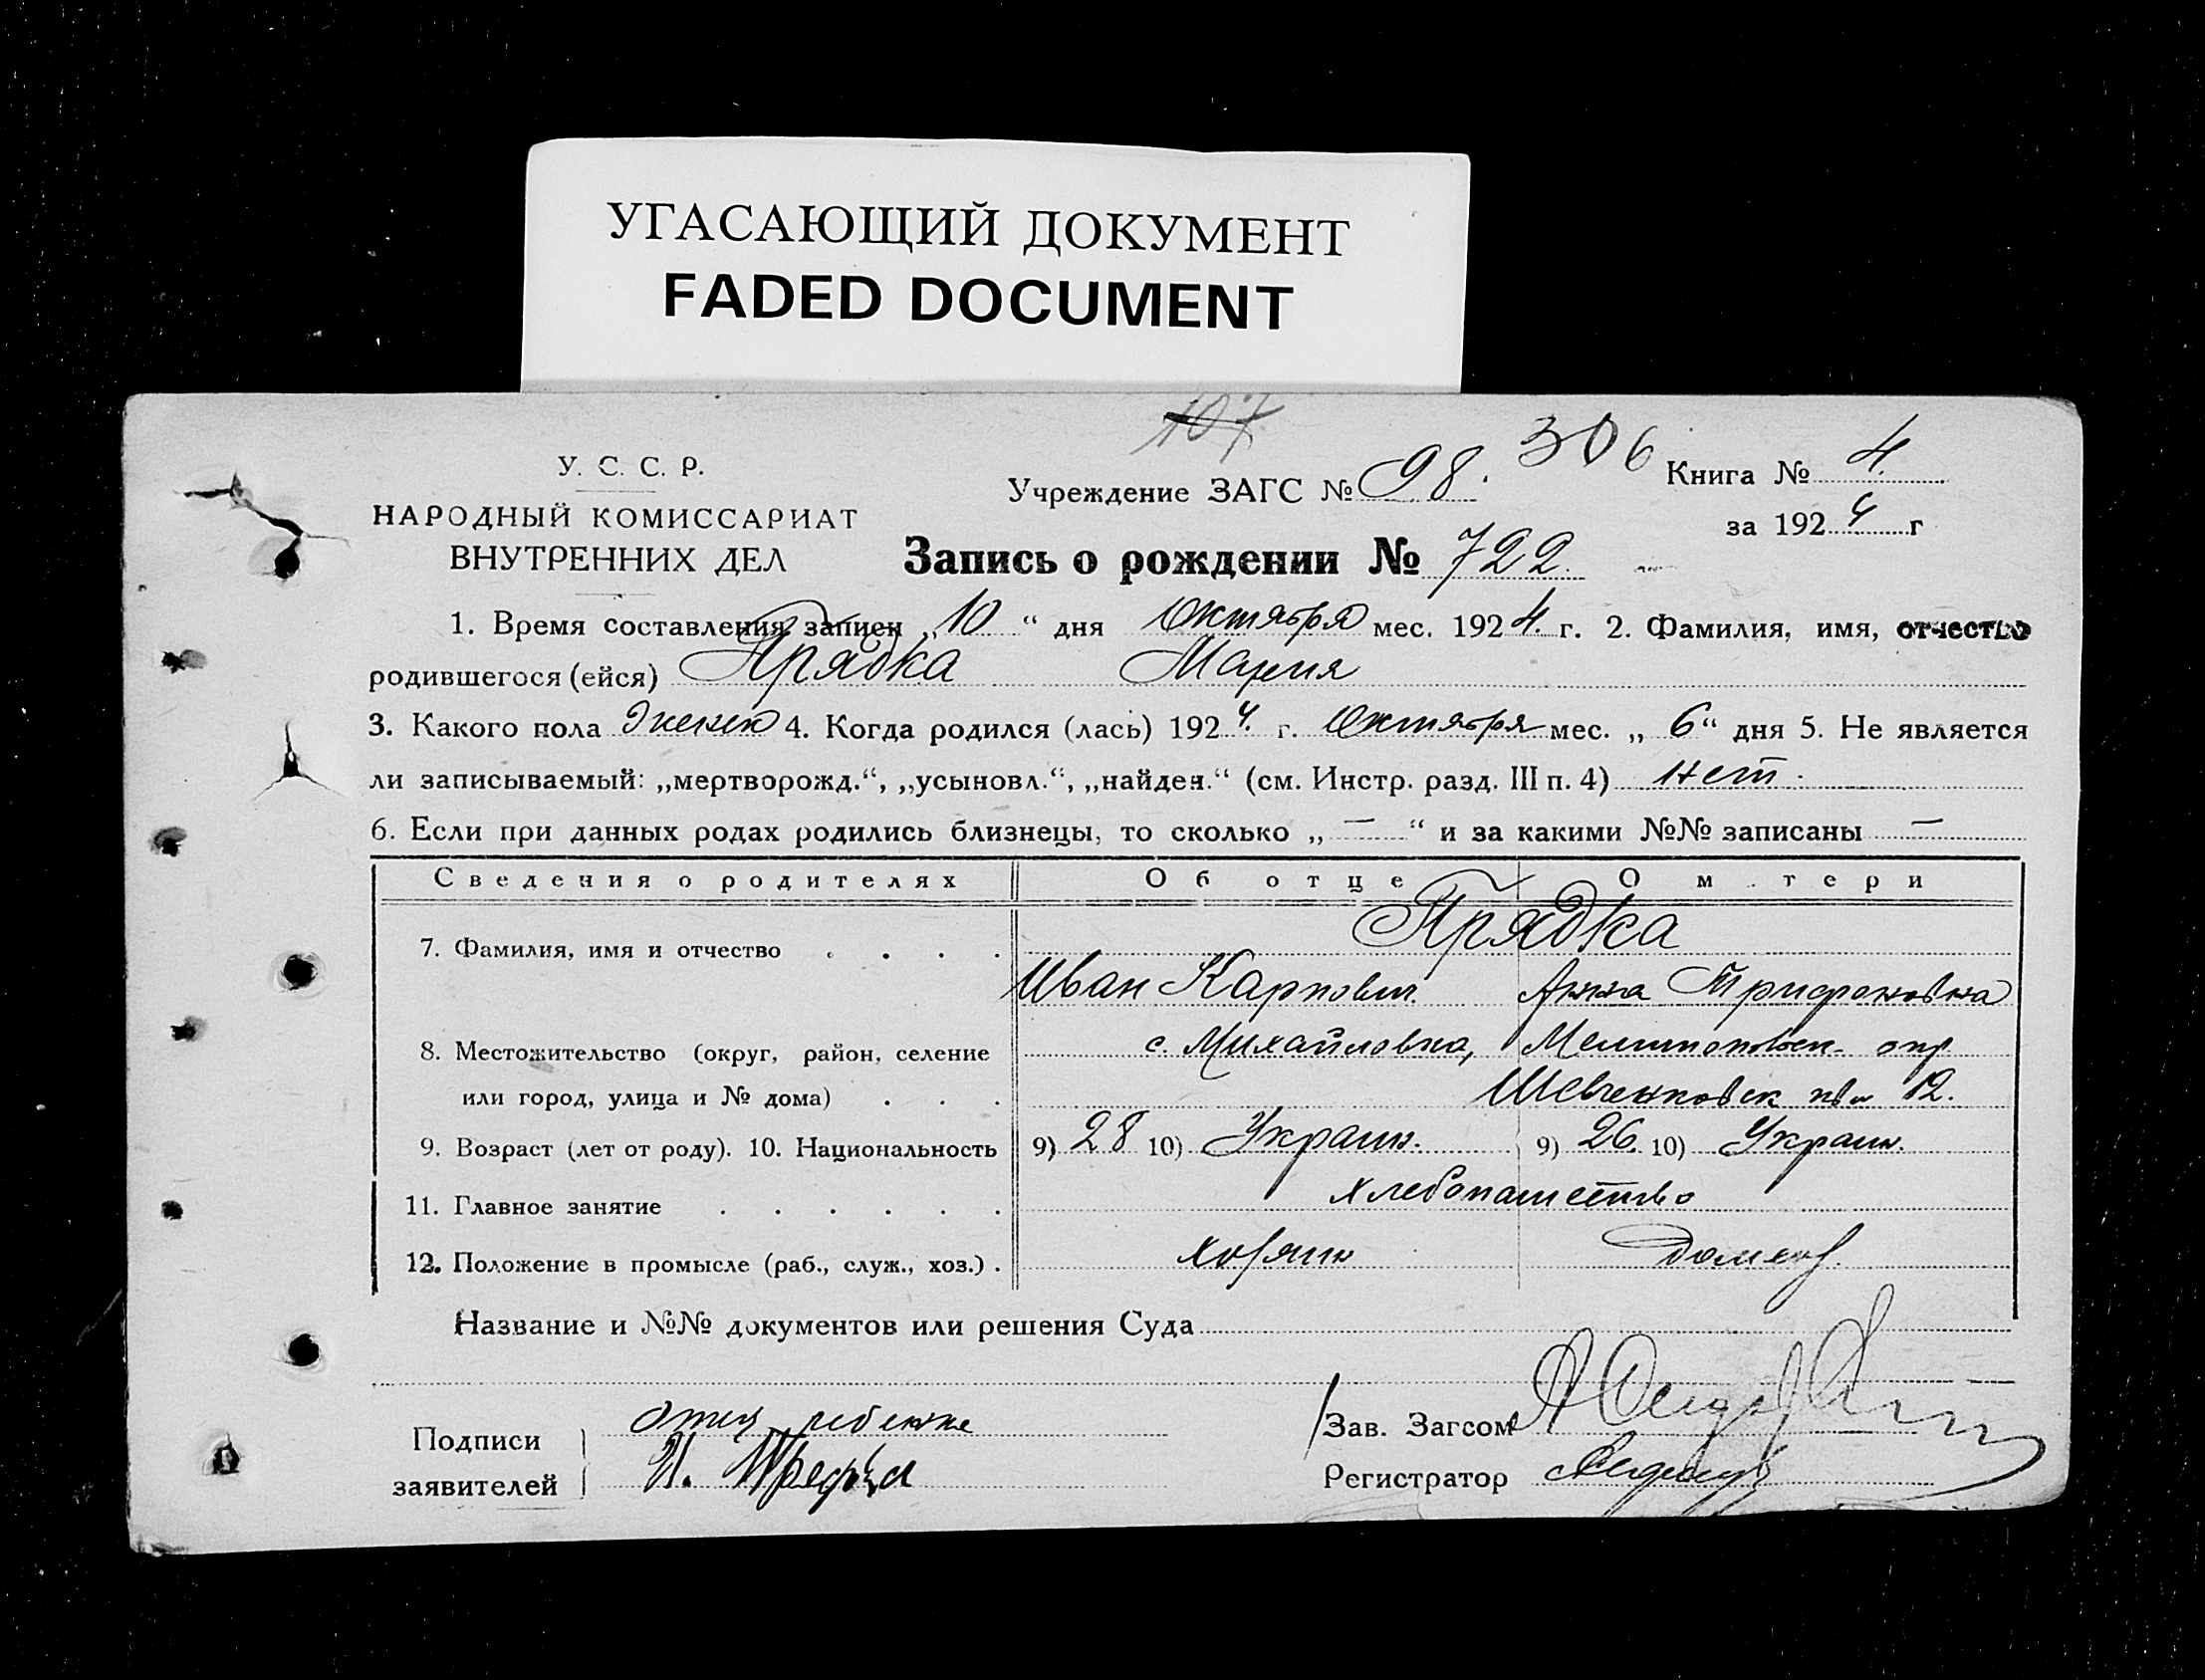 УГАСАЮЩИЙ ДОКУМЕНТ
FADED DOCUMENT
107
306
У. С. С. Р.
НАРОДНЫЙ КОМИССАРИАТ
ВНУТРЕННИХ ДЕЛ
Учреждение ЗАГС № 98.
Книга № 4.
за 1924 г
Запись о рождении № 722.
1. Время составления записи „10“ дня Октября мес. 1924. г. 2. Фамилия, имя, отчество
родившегося (ейся) Прядка Мария
3. Какого пола женск 4. Когда родился (лась) 1924. г. Октября мес. „6“ дня 5. Не является
ли записываемый: „мертворожд.“, „усыновл.“, „найден.“ (см. Инстр. разд. III п. 4) нет.
6. Если при данных родах родились близнецы, то сколько „—“ и за какими №№ записаны —
Сведения о родителях Об отце О м тери
7. Фамилия, имя и отчество . . . . Прядка
Иван Карпович Анна Трифоновна
8. Местожительство (округ, район, селение с. Михайловка, Мелитопольск. окр
или город, улица и № дома) . . . Шевченковск кв 12.
9. Возраст (лет от роду). 10. Национальность 9) 28 10) Украин. 9) 26. 10) Украин.
11. Главное занятие . . . . . . хлебопашество
12. Положение в промысле (раб., служ., хоз.) . хозяин домхоз.
Название и №№ документов или решения Суда
Подписи
заявителей
отец ребенка
И. Прядка
Зав. Загсом
Регистратор